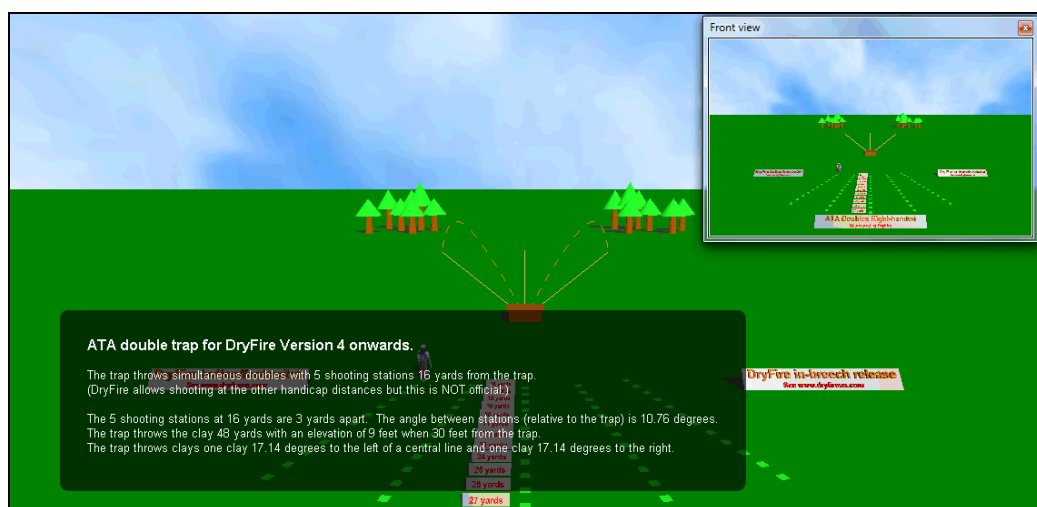 Front view
ATA Doubles Right-handed
ATA double trap for DryFire Version 4 onwards.
The trap throws simultaneous doubles with 5 shooting stations 16 yards from the trap.
(DryFire allows shooting at the other handicap distances but this is NOT official.)
The 5 shooting stations at 16 yards are 3 yards apart. The angle between stations (relative to the trap) is 10.76 degrees.
The trap throws the clay 48 yards with an elevation of 9 feet when 30 feet from the trap.
The trap throws clays one clay 17.14 degrees to the left of a central line and one clay 17.14 degrees to the right.
DryFire in-breech release
See www.dryfireus.com
24 yards
25 yards
26 yards
27 yards